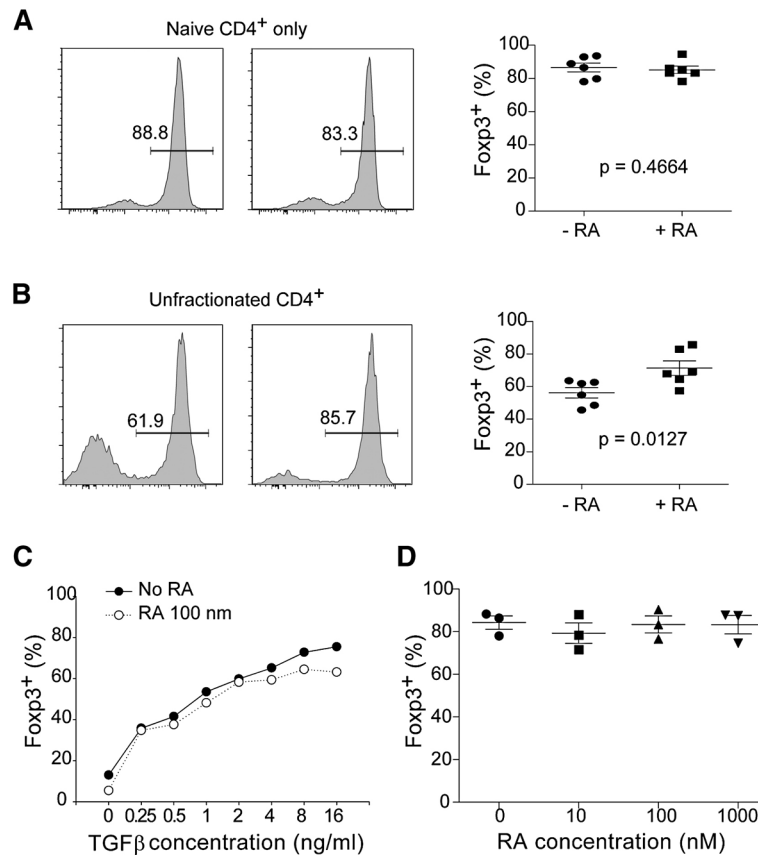 A
Naive CD4+ only
88.8
83.3
Foxp3+ (%)
100
80
60
40
20
0
p = 0.4664
- RA
+ RA
B
Unfractionated CD4+
61.9
85.7
Foxp3+ (%)
100
80
60
40
20
0
p = 0.0127
- RA
+ RA
C
No RA
RA 100 nm
Foxp3+ (%)
100
80
60
40
20
0
0 0.25 0.5 1 2 4 8 16
TGFβ concentration (ng/ml)
D
Foxp3+ (%)
100
80
60
40
20
0
0 10 100 1000
RA concentration (nM)